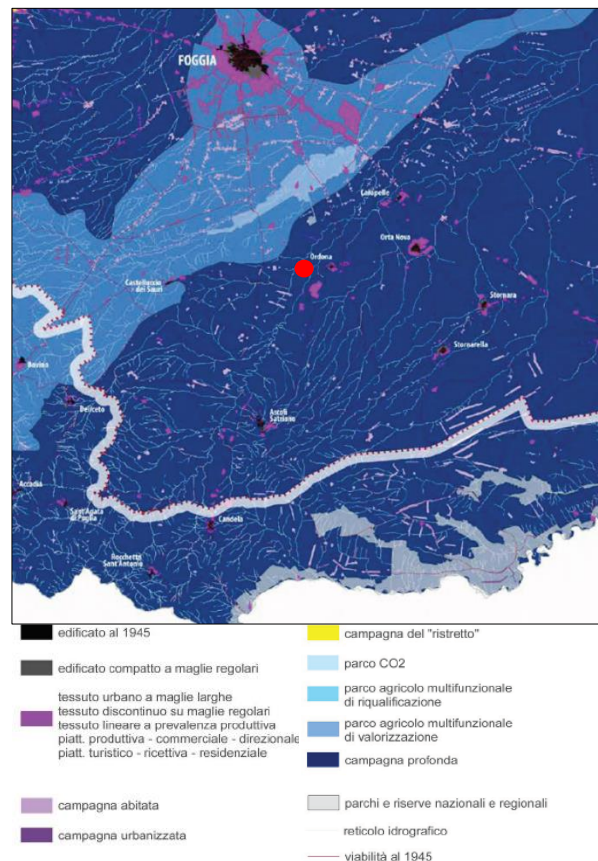 FOGGIA
Carapelle
Orta Nova
Ordona
Castelluccio
dei Sauri
Stornara
Stornarella
Bovino
Deliceto
Ascoli
Satriano
Accadia
Sant'Agata
di Puglia
Candela
Rocchetta
Sant'Antonio
edificato al 1945
edificato compatto a maglie regolari
tessuto urbano a maglie larghe
tessuto discontinuo su maglie regolari
tessuto lineare a prevalenza produttiva
piatt. produttiva - commerciale - direzionale
piatt. turistico - ricettiva - residenziale
campagna abitata
campagna urbanizzata
campagna del "ristretto"
parco CO2
parco agricolo multifunzionale
di riqualificazione
parco agricolo multifunzionale
di valorizzazione
campagna profonda
parchi e riserve nazionali e regionali
reticolo idrografico
viabilità al 1945